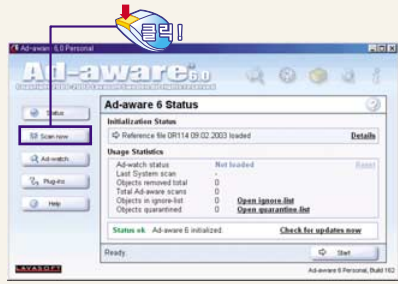 클릭!
Ad-aware 6.0 Personal
Ad-aware 6.0
Status
Scan now
Ad-watch
Plug-ins
Help
Ad-aware 6 Status
Initialization Status
Reference file 0R114 09.02.2003 loaded
Details
Usage Statistics
Ad-watch status Not loaded
Reset
Last System scan -
Objects removed total 0
Total Ad-aware scans 0
Objects in ignore-list 0 Open ignore-list
Objects quarantined 0 Open quarantine-list
Status ok Ad-aware 6 initialized
Check for updates now
Ready.
Start
LAVASOFT
Ad-aware 6 Personal, Build 162